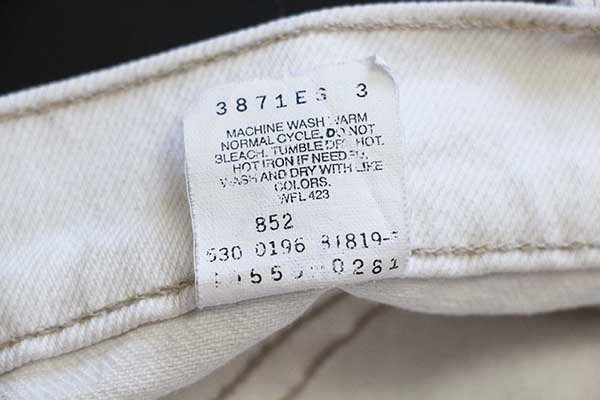 3871EG 3
MACHINE WASH WARM
NORMAL CYCLE. DO NOT
BLEACH. TUMBLE DRY HOT.
HOT IRON IF NEEDED.
WASH AND DRY WITH LIKE
COLORS.
WFL 423
852
530 0196 81819-
0281